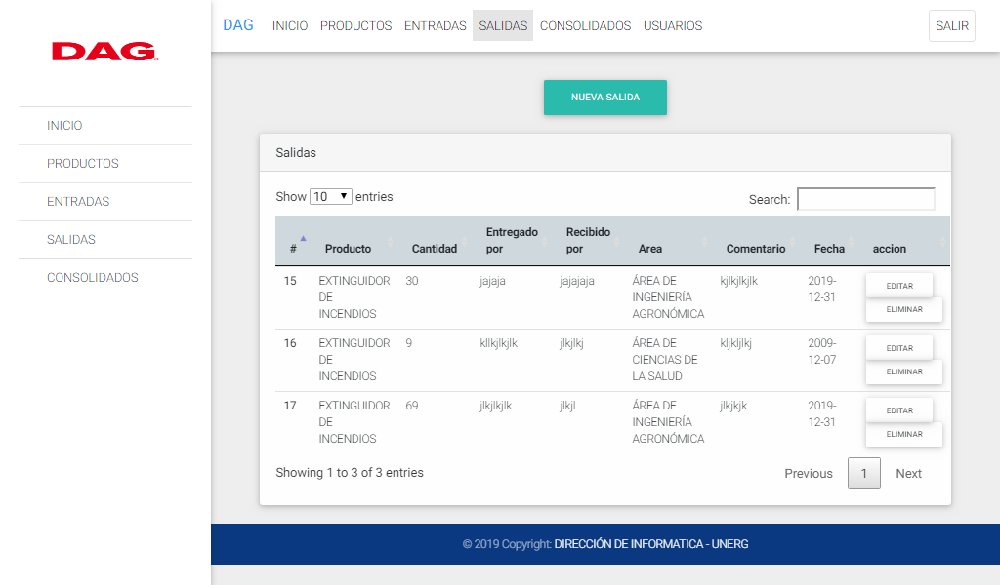 DAG
INICIO
PRODUCTOS
ENTRADAS
SALIDAS
CONSOLIDADOS
DAG INICIO PRODUCTOS ENTRADAS SALIDAS CONSOLIDADOS USUARIOS SALIR
NUEVA SALIDA
Salidas
Show 10 entries Search:
# Producto Cantidad Entregado por Recibido por Area Comentario Fecha accion
15 EXTINGUIDOR 30 jajaja jajajaja ÁREA DE kjlkjlkjlk 2019- EDITAR
DE INGENIERÍA 12-31 ELIMINAR
INCENDIOS AGRONÓMICA
16 EXTINGUIDOR 9 kllkjlkjlk jlkjlkj ÁREA DE kljkljlkj 2009- EDITAR
DE CIENCIAS DE 12-07 ELIMINAR
INCENDIOS LA SALUD
17 EXTINGUIDOR 69 jlkjlkjlk jlkjl ÁREA DE jlkjkjk 2019- EDITAR
DE INGENIERÍA 12-31 ELIMINAR
INCENDIOS AGRONÓMICA
Showing 1 to 3 of 3 entries Previous 1 Next
© 2019 Copyright: DIRECCIÓN DE INFORMATICA - UNERG